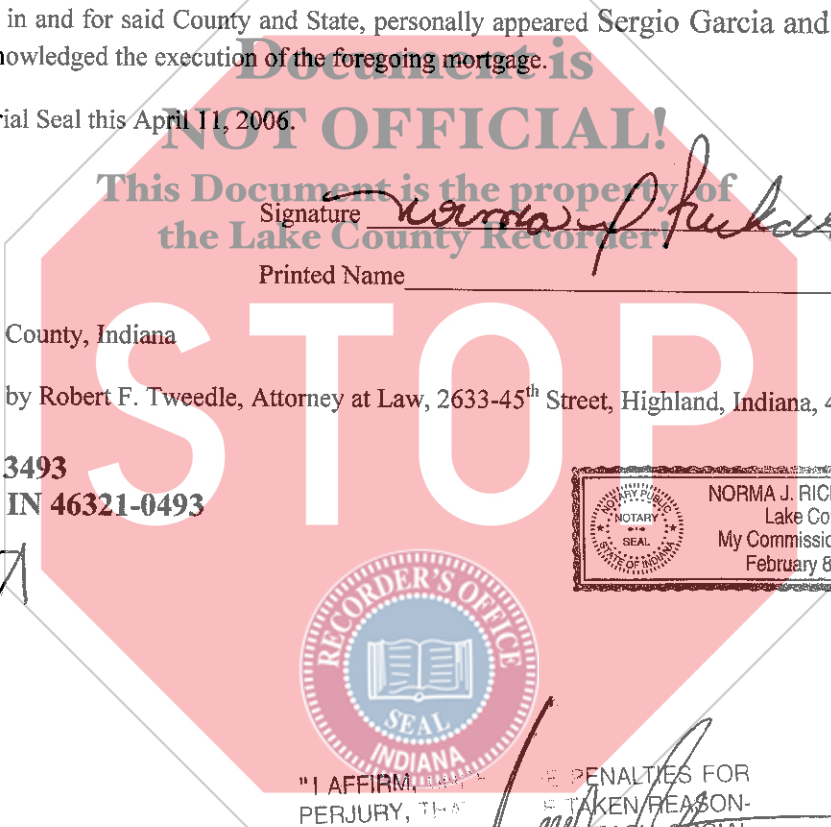 in and for said County and State, personally appeared Sergio Garcia and
nowledged the execution of the foregoing mortgage.
Document is
rial Seal this April 11, 2006.
NOT OFFICIAL!
This Document is the property of
the Lake County Recorder!
Signature Norma J
Printed Name
County, Indiana
STOP
by Robert F. Tweedle, Attorney at Law, 2633-45th Street, Highland, Indiana, 4
3493
IN 46321-0493
NOTARY PUBLIC
NOTARY
SEAL
STATE OF INDIANA
NORMA J. RICH
Lake Co
My Commissio
February 8
RECORDER'S OFFICE
SEAL
INDIANA
"I AFFIRM, PENALTIES FOR
PERJURY, TAKEN REASON-